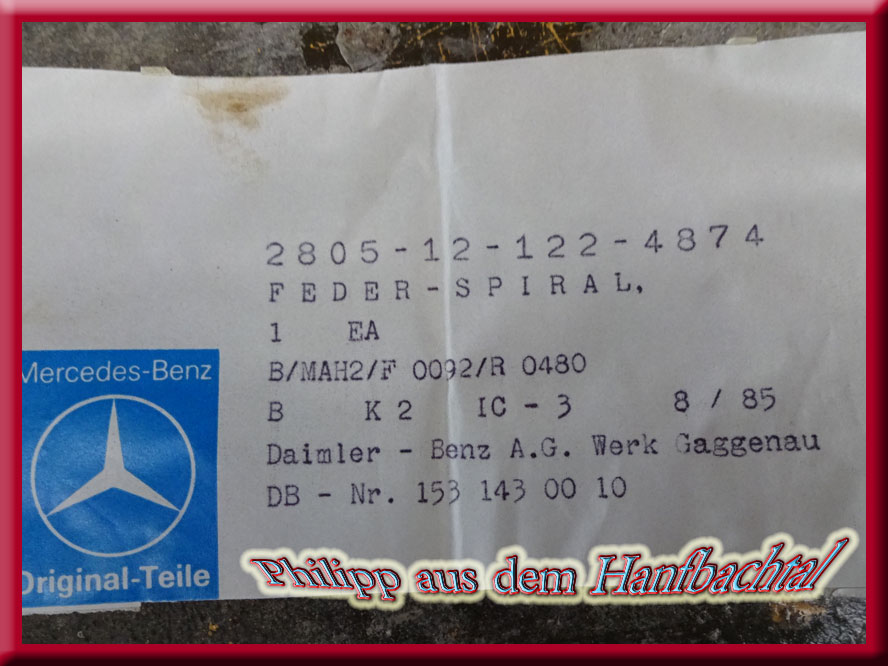 2805-12-122-4874
FEDER-SPIRAL,
1 EA
B/MAH2/F 0092/R 0480
B K2 IC - 3 8 / 85
Daimler - Benz A.G. Werk Gaggenau
DB - Nr. 153 143 00 10
Mercedes-Benz
Original-Teile
Philipp aus dem Hanfbachtal